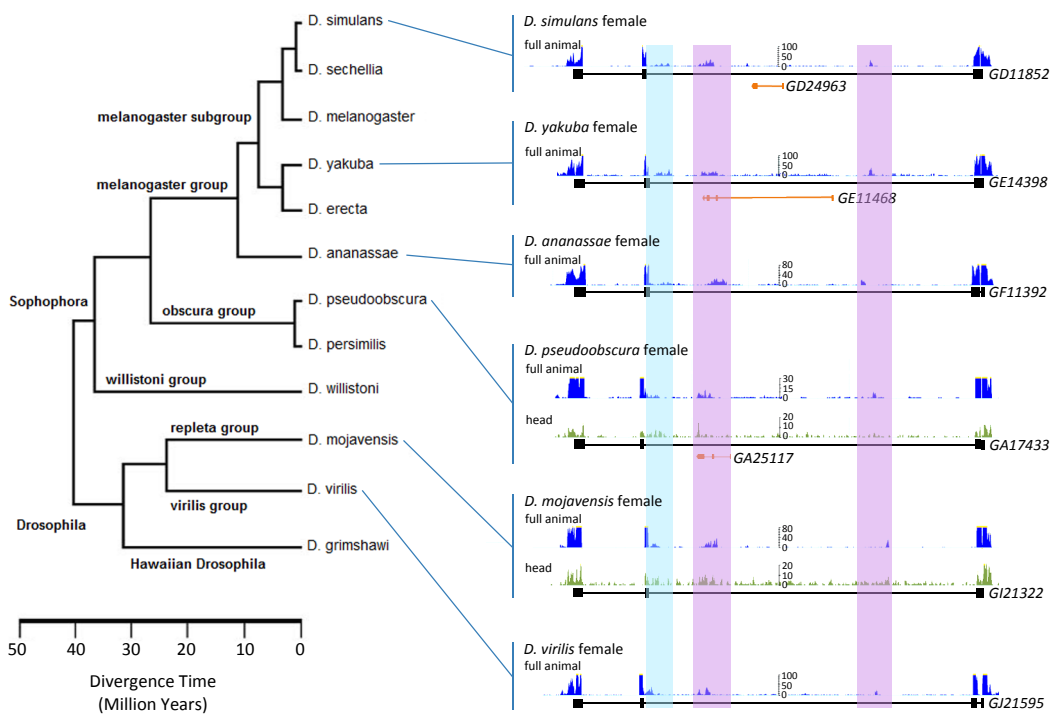 D. simulans
D. sechellia
D. melanogaster
melanogaster subgroup
D. yakuba
melanogaster group
D. erecta
D. ananassae
Sophophora
D. pseudoobscura
obscura group
D. persimilis
willistoni group
D. willistoni
repleta group
D. mojavensis
D. virilis
virilis group
Drosophila
D. grimshawi
Hawaiian Drosophila
50 40 30 20 10 0
Divergence Time
(Million Years)
D. simulans female
full animal
100
50
0
GD11852
GD24963
D. yakuba female
full animal
100
50
0
GE14398
GE11468
D. ananassae female
full animal
80
40
0
GF11392
D. pseudoobscura female
full animal
30
15
0
head
20
10
0
GA17433
GA25117
D. mojavensis female
full animal
80
40
0
head
20
10
0
GI21322
D. virilis female
full animal
100
50
0
GJ21595